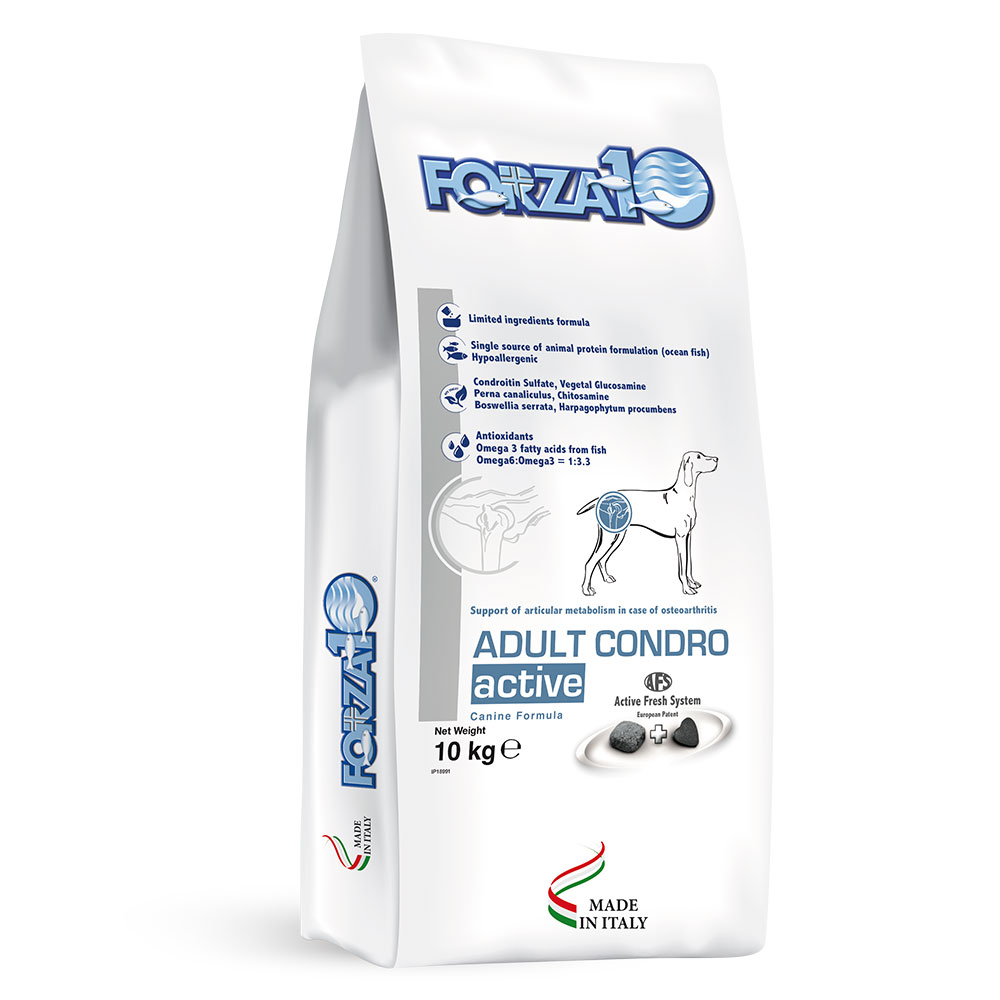 FORZA10
Limited ingredients formula
Single source of animal protein formulation (ocean fish)
Hypoallergenic
Condroitin Sulfate, Vegetal Glucosamine
Perna canaliculus, Chitosamine
Boswellia serrata, Harpagophytum procumbens
Antioxidants
Omega 3 fatty acids from fish
Omega6:Omega3 = 1:3.3
Support of articular metabolism in case of osteoarthritis
ADULT CONDRO
active
Canine Formula
AFS
Active Fresh System
European Patent
Net Weight
10 kg ℮
IP18991
MADE
IN ITALY
FORZA10®
MADE
IN ITALY